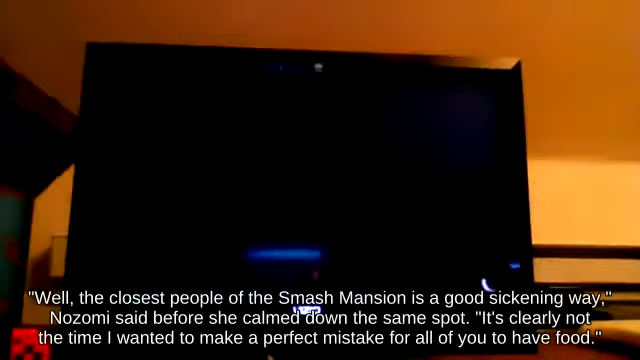 "Well, the closest people of the Smash Mansion is a good sickening way,"
Nozomi said before she calmed down the same spot. "It's clearly not
the time I wanted to make a perfect mistake for all of you to have food."